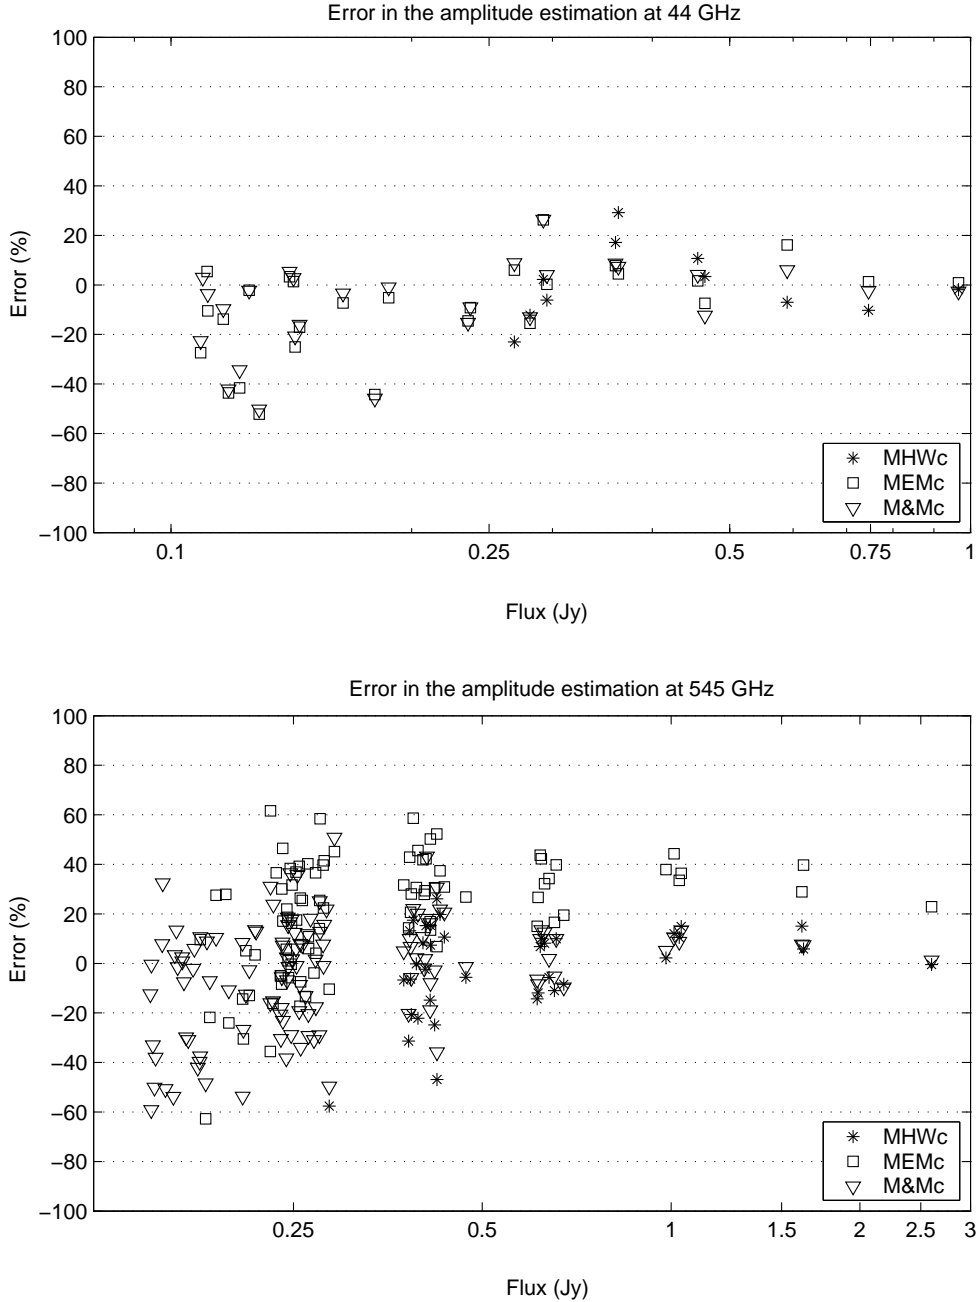 Error in the amplitude estimation at 44 GHz
100
80
60
40
20
0
−20
−40
−60
−80
−100
Error (%)
MHWc
MEMc
M&Mc
0.1 0.25 0.5 0.75 1
Flux (Jy)
Error in the amplitude estimation at 545 GHz
100
80
60
40
20
0
−20
−40
−60
−80
−100
Error (%)
MHWc
MEMc
M&Mc
0.25 0.5 1 1.5 2 2.5 3
Flux (Jy)